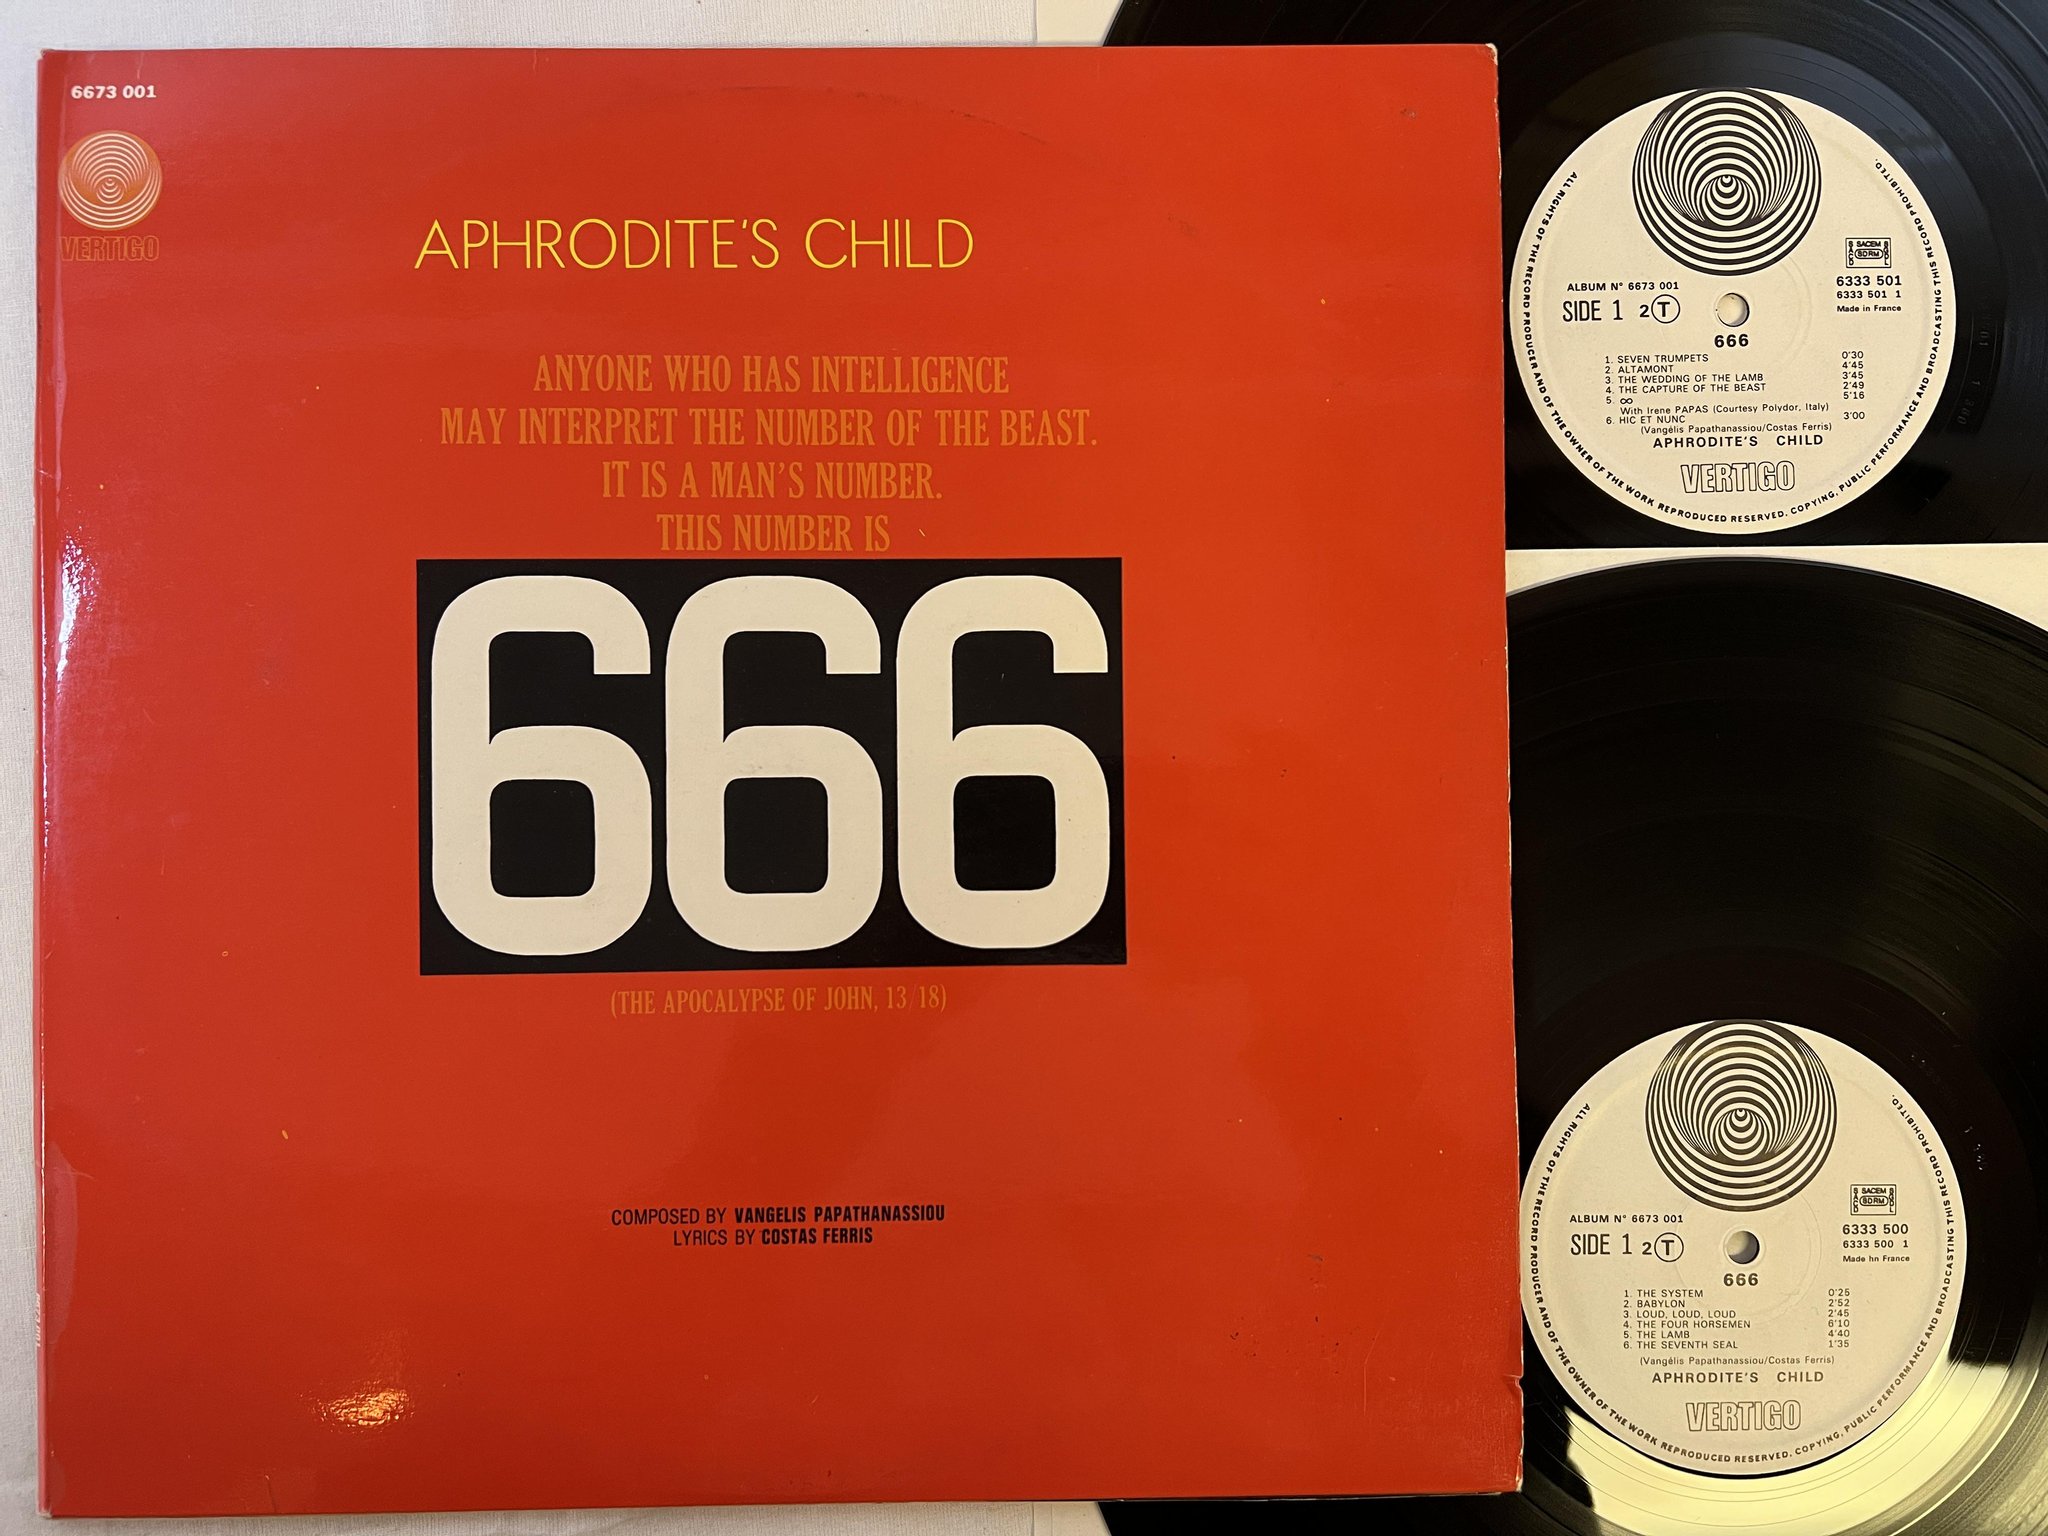 6673 001
VERTIGO
APHRODITE'S CHILD
ANYONE WHO HAS INTELLIGENCE
MAY INTERPRET THE NUMBER OF THE BEAST.
IT IS A MAN'S NUMBER.
THIS NUMBER IS
666
(THE APOCALYPSE OF JOHN, 13/18)
COMPOSED BY VANGELIS PAPATHANASSIOU
LYRICS BY COSTAS FERRIS
6673 001
ALL RIGHTS OF THE RECORD PRODUCER AND OF THE OWNER OF THE WORK REPRODUCED RESERVED. COPYING, PUBLIC PERFORMANCE AND BROADCASTING THIS RECORD PROHIBITED.
SACEM
SDRM
SACD
ALBUM N° 6673 001
6333 501
SIDE 1 2 T
6333 501 1
Made in France
666
1. SEVEN TRUMPETS 0'30
2. ALTAMONT 4'45
3. THE WEDDING OF THE LAMB 3'45
4. THE CAPTURE OF THE BEAST 2'49
5. ∞ 5'16
With Irene PAPAS (Courtesy Polydor, Italy)
6. HIC ET NUNC 3'00
(Vangélis Papathanassiou/Costas Ferris)
APHRODITE'S CHILD
VERTIGO
ALL RIGHTS OF THE RECORD PRODUCER AND OF THE OWNER OF THE WORK REPRODUCED RESERVED. COPYING, PUBLIC PERFORMANCE AND BROADCASTING THIS RECORD PROHIBITED.
SACEM
SDRM
SACD
ALBUM N° 6673 001
6333 500
SIDE 1 2 T
6333 500 1
Made hn France
666
1. THE SYSTEM 0'25
2. BABYLON 2'52
3. LOUD, LOUD, LOUD 2'45
4. THE FOUR HORSEMEN 6'10
5. THE LAMB 4'40
6. THE SEVENTH SEAL 1'35
(Vangélis Papathanassiou/Costas Ferris)
APHRODITE'S CHILD
VERTIGO